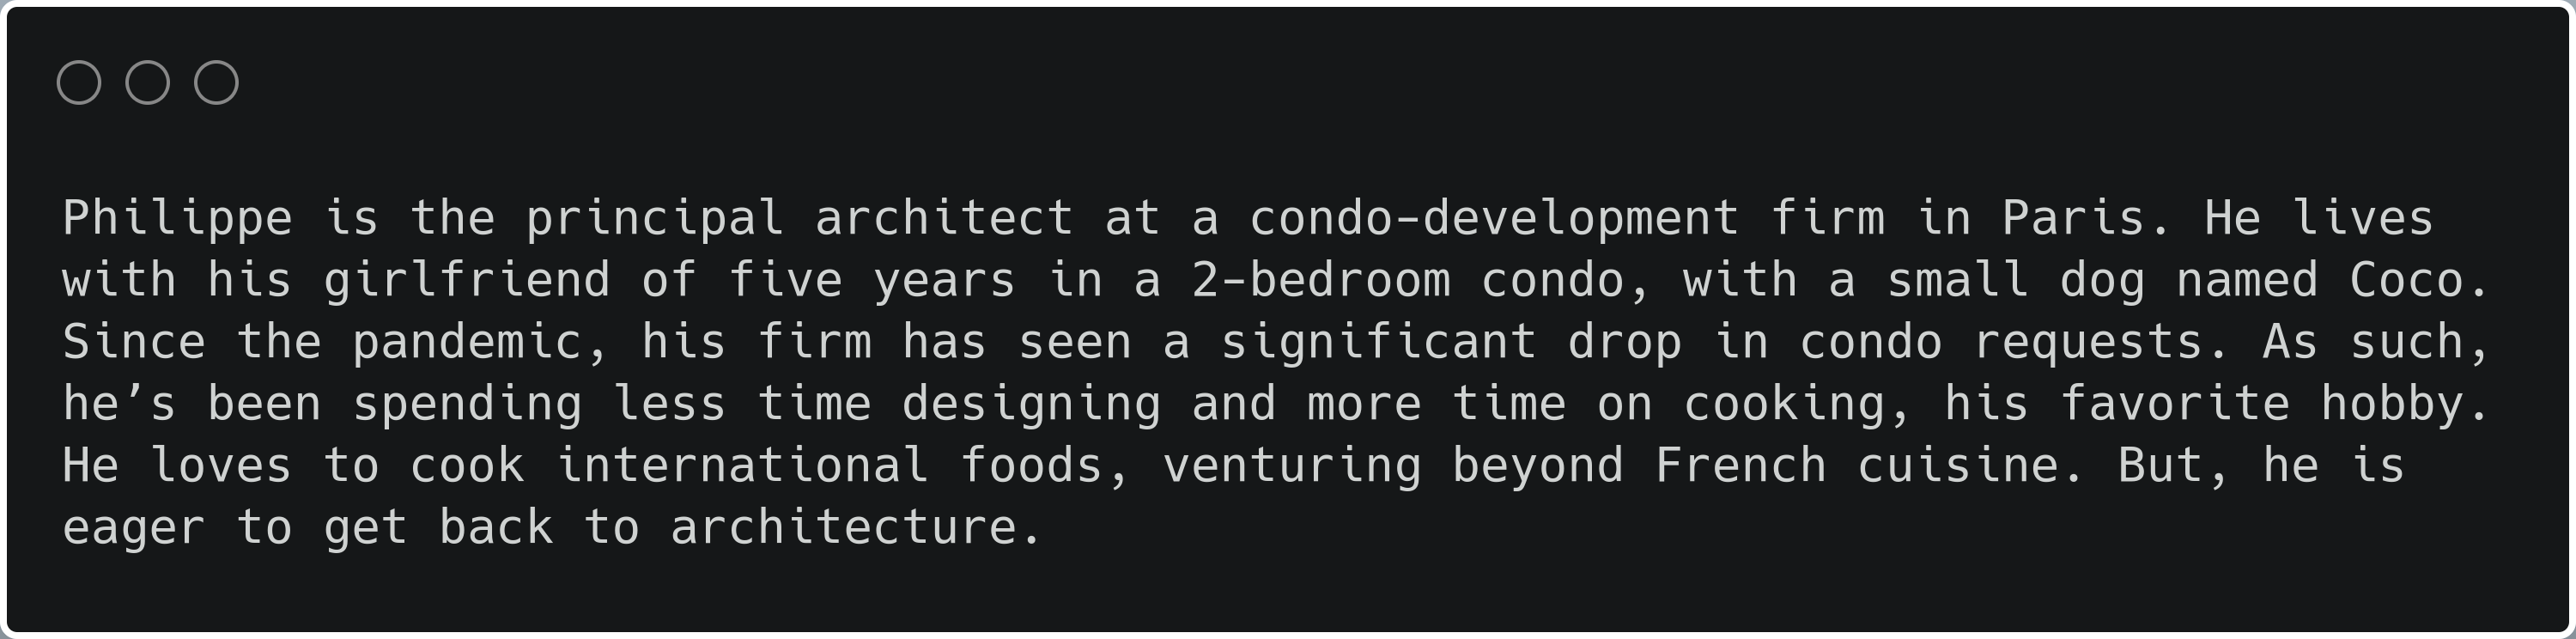 Philippe is the principal architect at a condo-development firm in Paris. He lives
with his girlfriend of five years in a 2-bedroom condo, with a small dog named Coco.
Since the pandemic, his firm has seen a significant drop in condo requests. As such,
he’s been spending less time designing and more time on cooking, his favorite hobby.
He loves to cook international foods, venturing beyond French cuisine. But, he is
eager to get back to architecture.